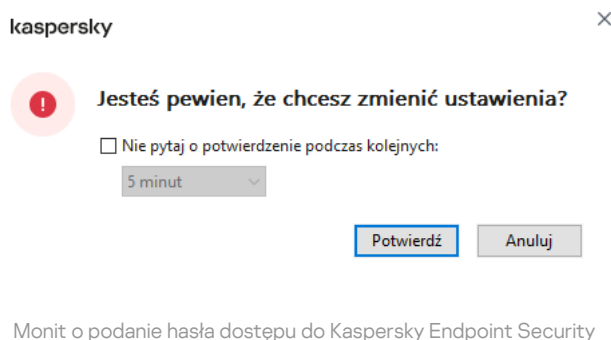 kaspersky
Jesteś pewien, że chcesz zmienić ustawienia?
Nie pytaj o potwierdzenie podczas kolejnych:
5 minut
Potwierdź Anuluj
Monit o podanie hasła dostępu do Kaspersky Endpoint Security